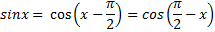 sinx = cos(x − π/2) = cos(π/2 − x)